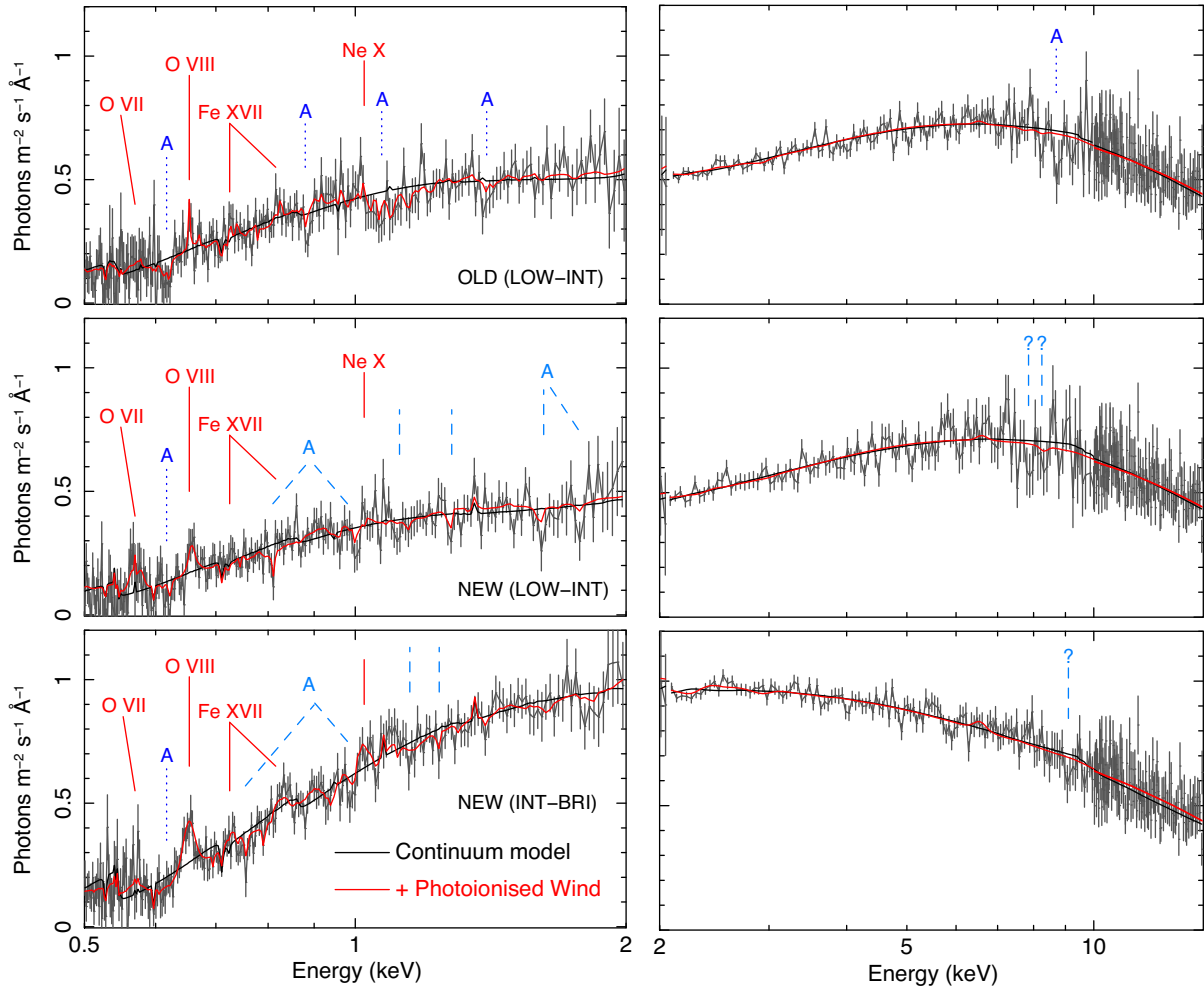 Photons m⁻² s⁻¹ Å⁻¹
1
0.5
0
O VII
A
O VIII
Fe XVII
A
Ne X
A
A
OLD (LOW−INT)
A
Photons m⁻² s⁻¹ Å⁻¹
1
0.5
0
O VII
A
O VIII
Fe XVII
A
Ne X
A
NEW (LOW−INT)
? ?
Photons m⁻² s⁻¹ Å⁻¹
1
0.5
0
O VII
A
O VIII
Fe XVII
A
NEW (INT−BRI)
Continuum model
+ Photoionised Wind
?
0.5 1 2
Energy (keV)
2 5 10
Energy (keV)